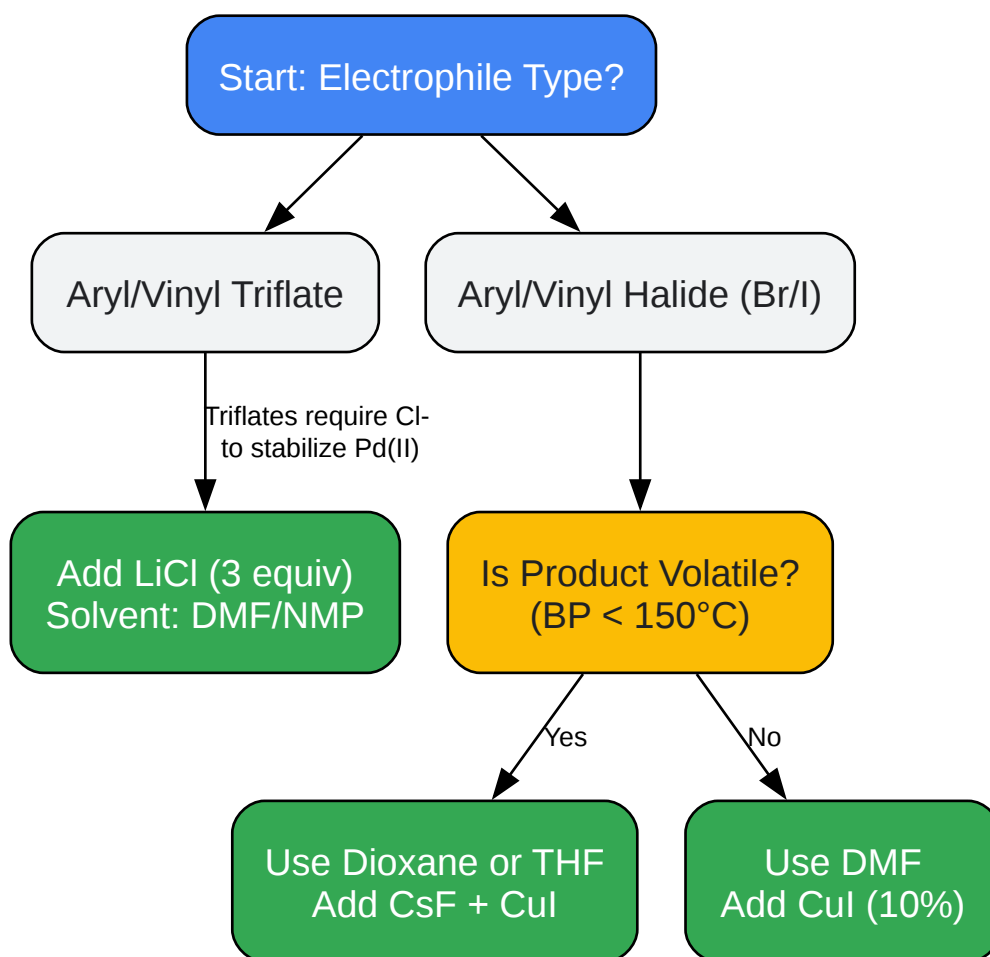 Start: Electrophile Type?
Aryl/Vinyl Triflate
Aryl/Vinyl Halide (Br/I)
Triflates require Cl-
to stabilize Pd(II)
Add LiCl (3 equiv)
Solvent: DMF/NMP
Is Product Volatile?
(BP < 150°C)
Yes
No
Use Dioxane or THF
Add CsF + CuI
Use DMF
Add CuI (10%)